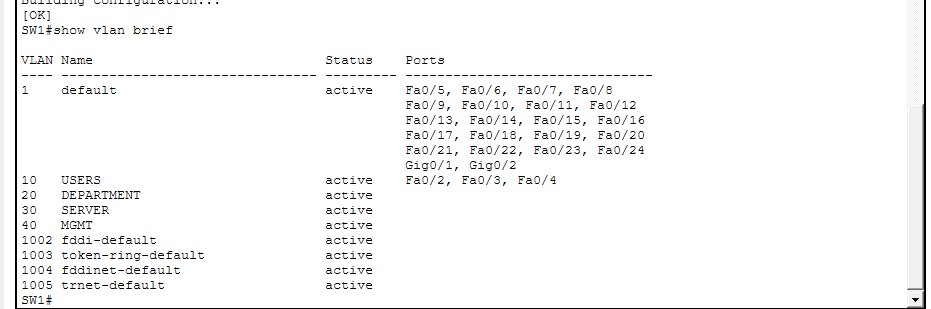 Building configuration...
[OK]
SW1#show vlan brief
VLAN Name                             Status    Ports
---- -------------------------------- --------- -------------------------------
1    default                          active    Fa0/5, Fa0/6, Fa0/7, Fa0/8
                                                Fa0/9, Fa0/10, Fa0/11, Fa0/12
                                                Fa0/13, Fa0/14, Fa0/15, Fa0/16
                                                Fa0/17, Fa0/18, Fa0/19, Fa0/20
                                                Fa0/21, Fa0/22, Fa0/23, Fa0/24
                                                Gig0/1, Gig0/2
10   USERS                            active    Fa0/2, Fa0/3, Fa0/4
20   DEPARTMENT                       active
30   SERVER                           active
40   MGMT                             active
1002 fddi-default                     active
1003 token-ring-default               active
1004 fddinet-default                  active
1005 trnet-default                    active
SW1#